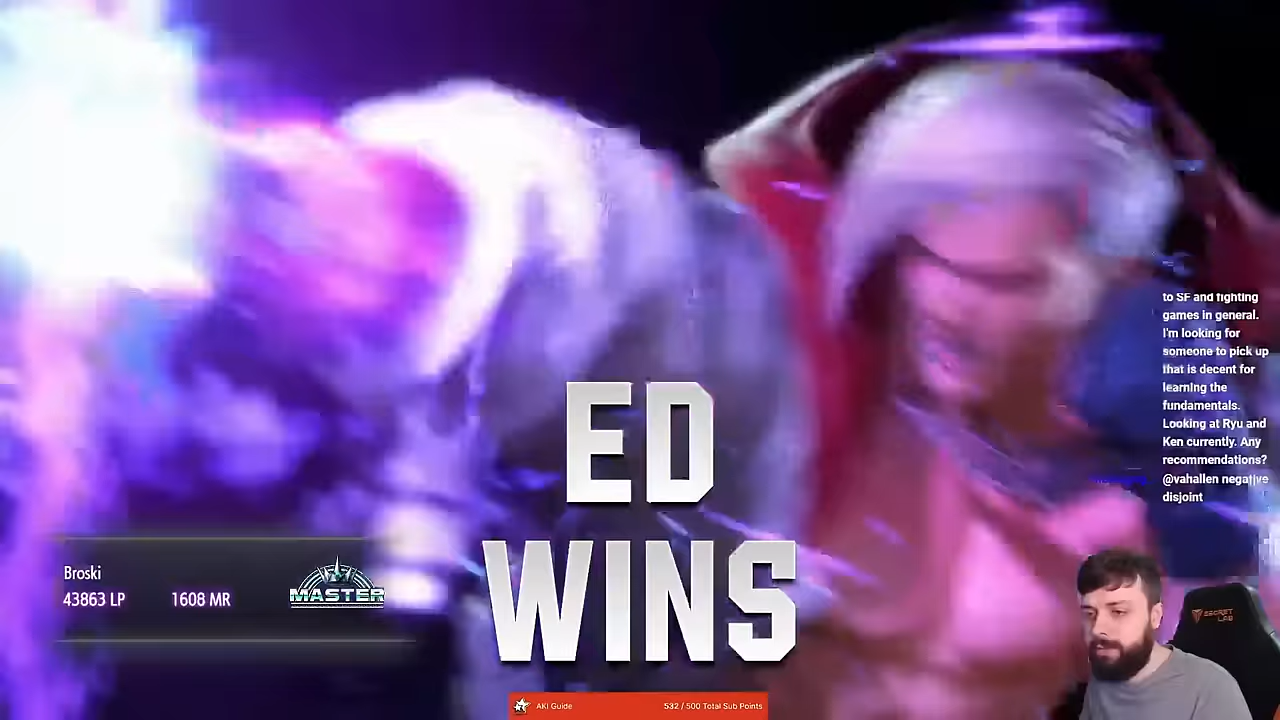 to SF and fighting
games in general.
I'm looking for
someone to pick up
that is decent for
learning the
fundamentals.
Looking at Ryu and
Ken currently. Any
recommendations?
@vahallen negative
disjoint
ED
WINS
Broski
43863 LP 1608 MR
MASTER
SECRET
LAB
AKI Guide 532 / 500 Total Sub Points